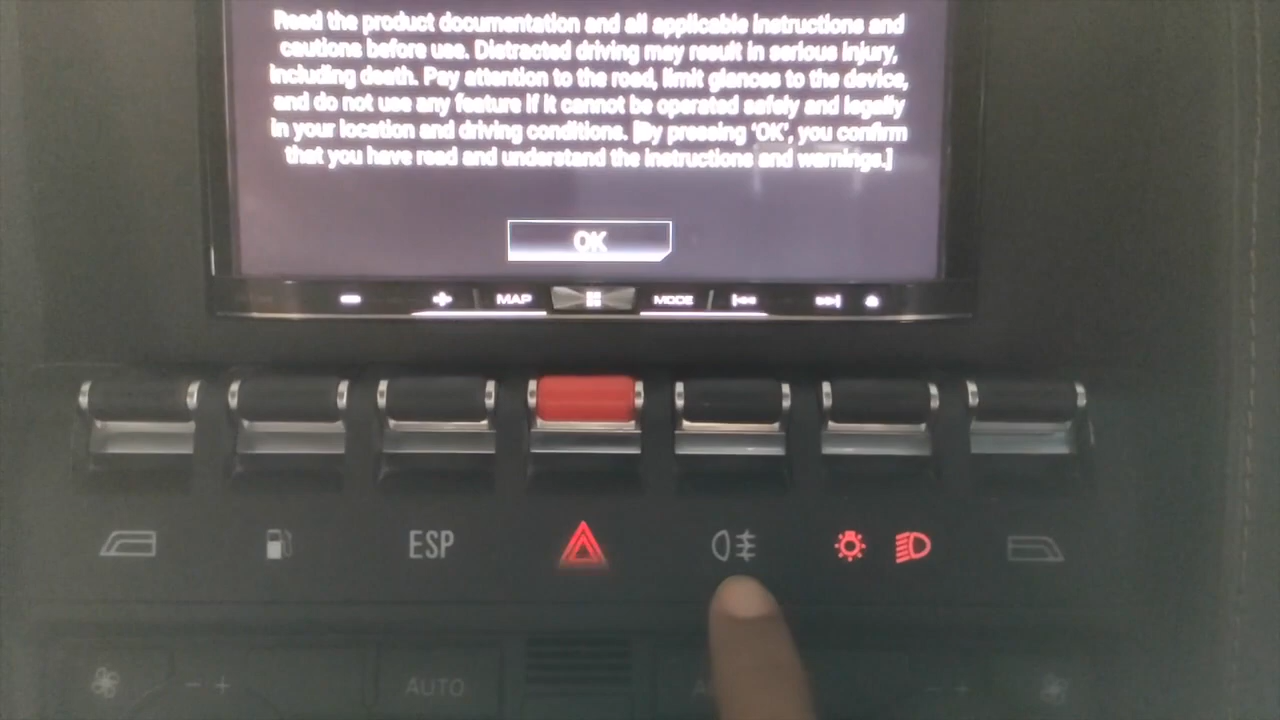 Read the product documentation and all applicable instructions and
cautions before use. Distracted driving may result in serious injury,
including death. Pay attention to the road, limit glances to the device,
and do not use any feature if it cannot be operated safely and legally
in your location and driving conditions. [By pressing 'OK', you confirm
that you have read and understand the instructions and warnings.]
OK
MAP MODE
ESP
- + AUTO - +